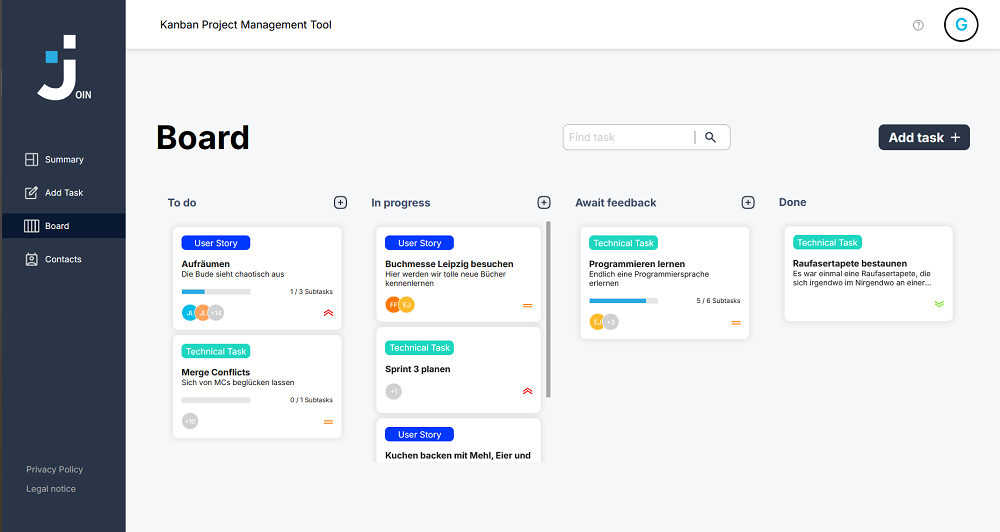 Kanban Project Management Tool
G
JOIN
Summary
Add Task
Board
Contacts
Privacy Policy
Legal notice
Board
Find task
Add task +
To do
User Story
Aufräumen
Die Bude sieht chaotisch aus
1 / 3 Subtasks
JL JL +14
Technical Task
Merge Conflicts
Sich von MCs beglücken lassen
0 / 1 Subtasks
+10
In progress
User Story
Buchmesse Leipzig besuchen
Hier werden wir tolle neue Bücher
kennenlernen
FF EJ
Technical Task
Sprint 3 planen
+1
User Story
Kuchen backen mit Mehl, Eier und
Await feedback
Technical Task
Programmieren lernen
Endlich eine Programmiersprache
erlernen
5 / 6 Subtasks
EJ +3
Done
Technical Task
Raufasertapete bestaunen
Es war einmal eine Raufasertapete, die
sich irgendwo im Nirgendwo an einer...